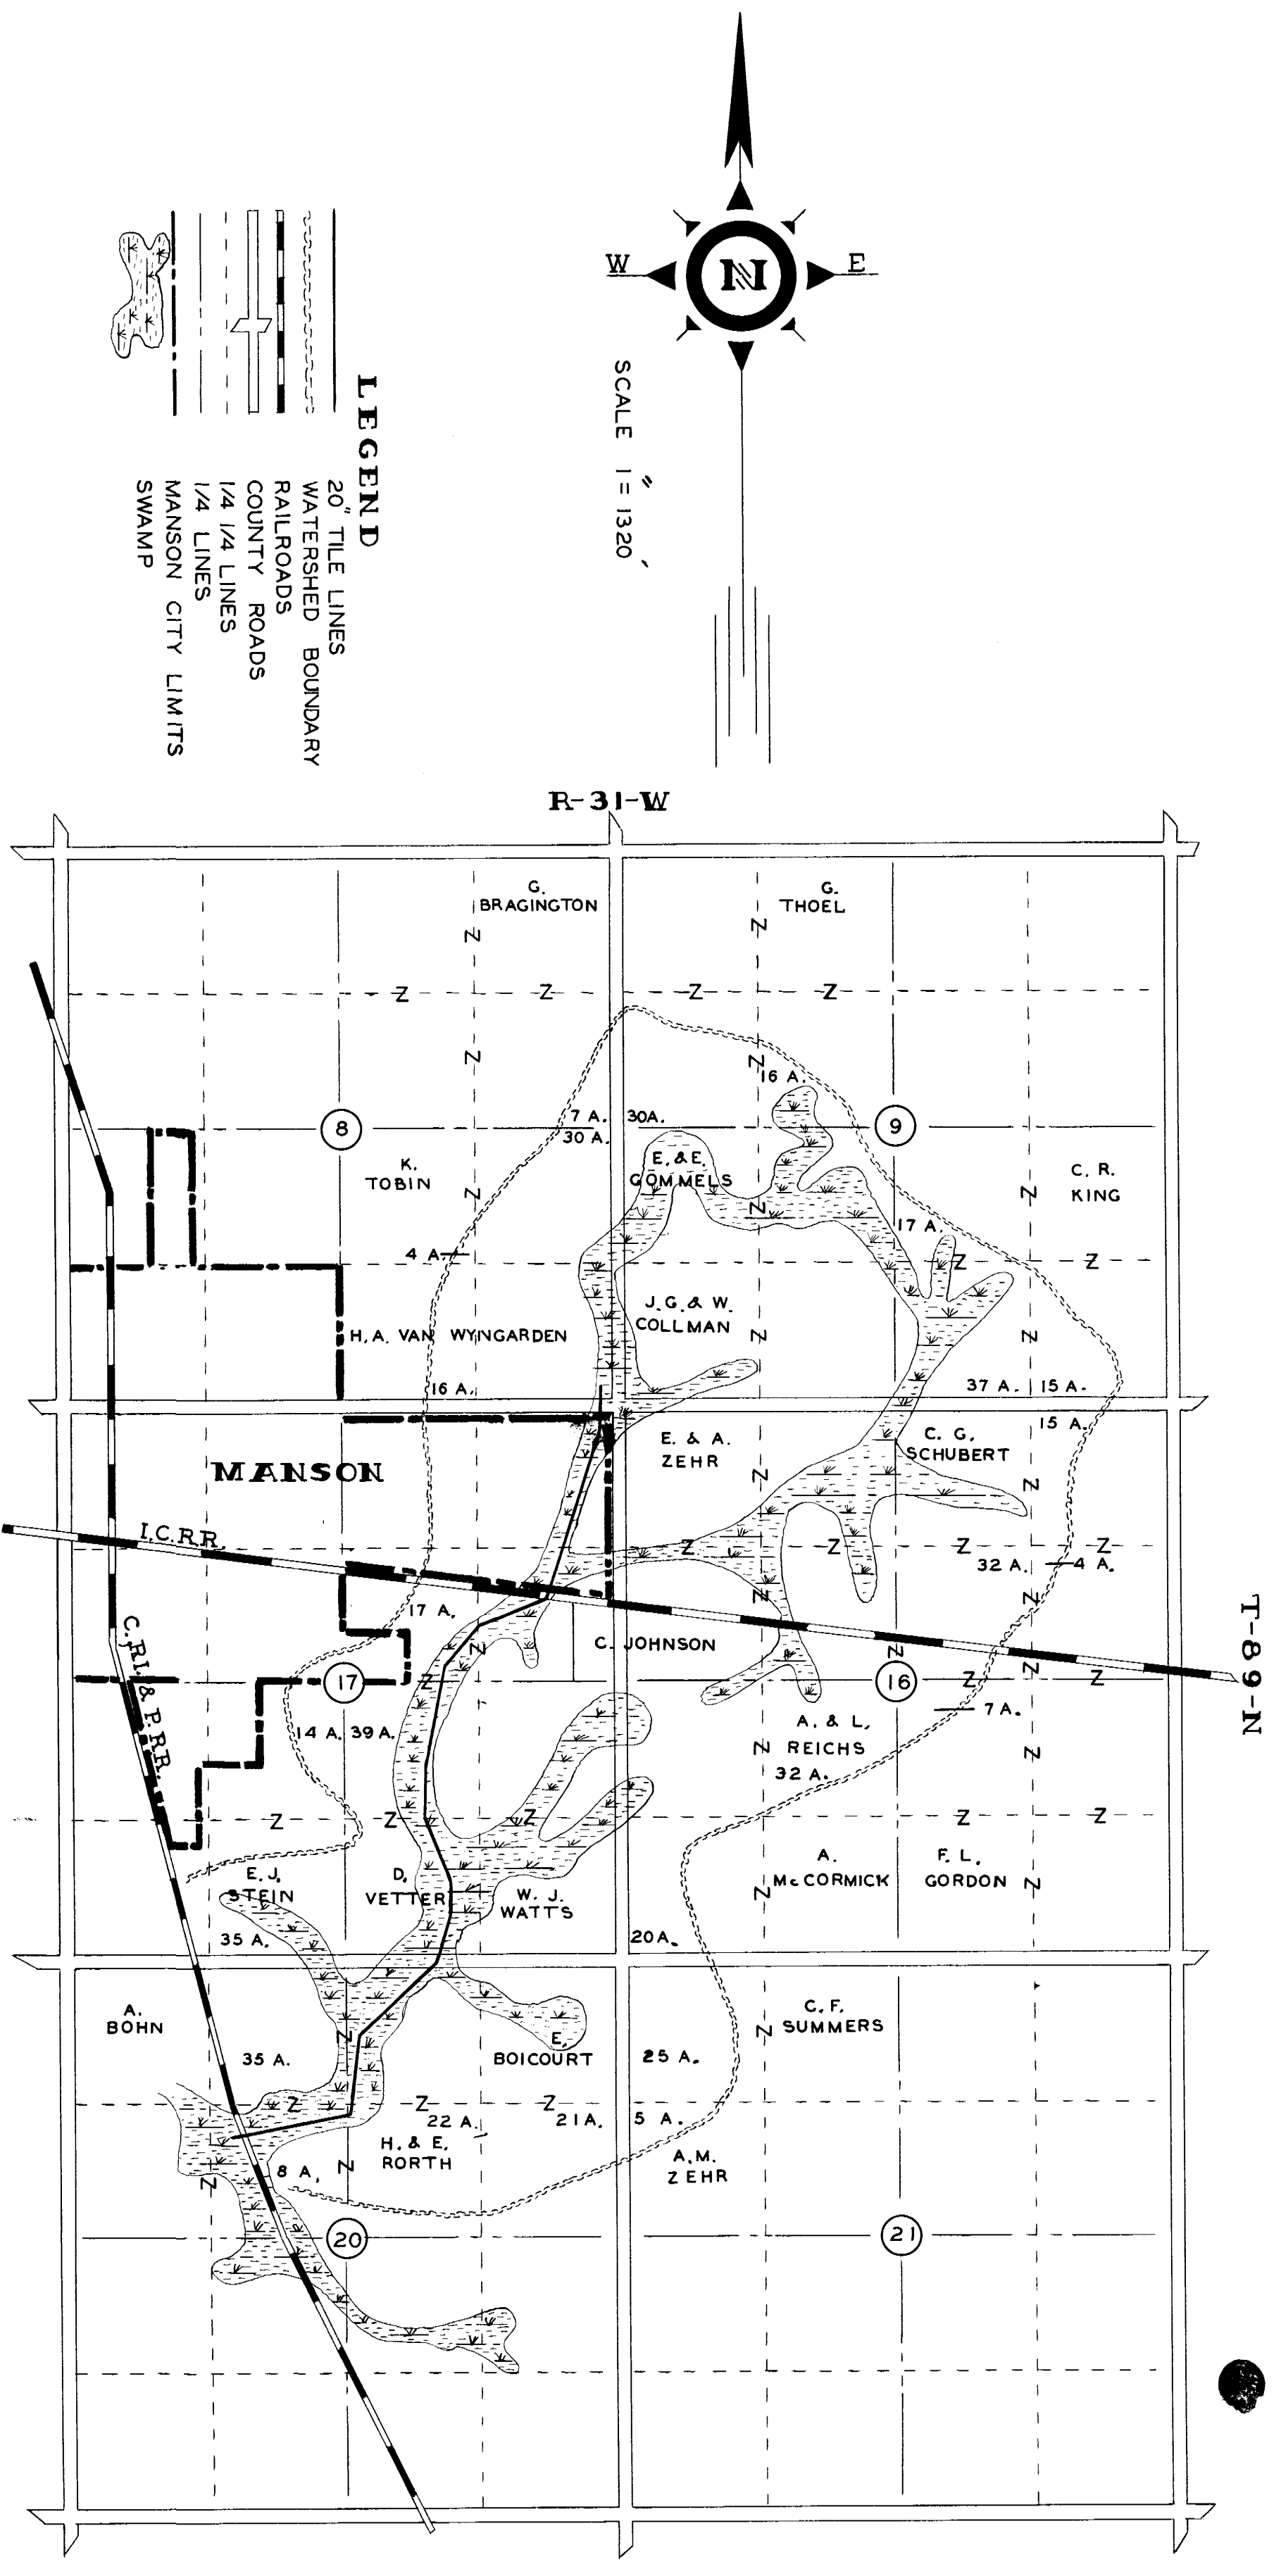 W
N
E
SCALE 1" = 1320'
LEGEND
20" TILE LINES
WATERSHED BOUNDARY
RAILROADS
COUNTY ROADS
1/4 1/4 LINES
1/4 LINES
MANSON CITY LIMITS
SWAMP
R-31-W
T-89-N
G.
BRAGINGTON
G.
THOEL
Z
Z
Z Z Z Z
Z
Z
16 A.
7 A.
30A.
30 A.
8
9
K.
TOBIN
E. & E.
GOMMELS
C. R.
KING
Z
Z
Z
17 A.
4 A.
Z
Z
J. G. & W.
COLLMAN
H. A. VAN WYNGARDEN
Z
Z
16 A.
37 A.
15 A.
15 A.
MANSON
E. & A.
ZEHR
C. G.
SCHUBERT
Z
Z
I.C.R.R.
Z Z Z Z
32 A.
4 A.
Z
Z
17 A.
C. JOHNSON
Z
Z
Z
C. R.I. & P. R.R.
17
Z
16
Z
Z
14 A.
39 A.
7 A.
A. & L.
REICHS
Z
Z
32 A.
Z Z Z Z Z
E. J.
STEIN
D.
VETTER
W. J.
WATTS
A.
McCORMICK
F. L.
GORDON
Z
Z
35 A.
20A.
A.
BOHN
E.
BOICOURT
C. F.
SUMMERS
Z
Z
35 A.
25 A.
Z Z Z
22 A.
21A.
5 A.
H. & E.
RORTH
A. M.
ZEHR
8 A.
Z
Z
20
21